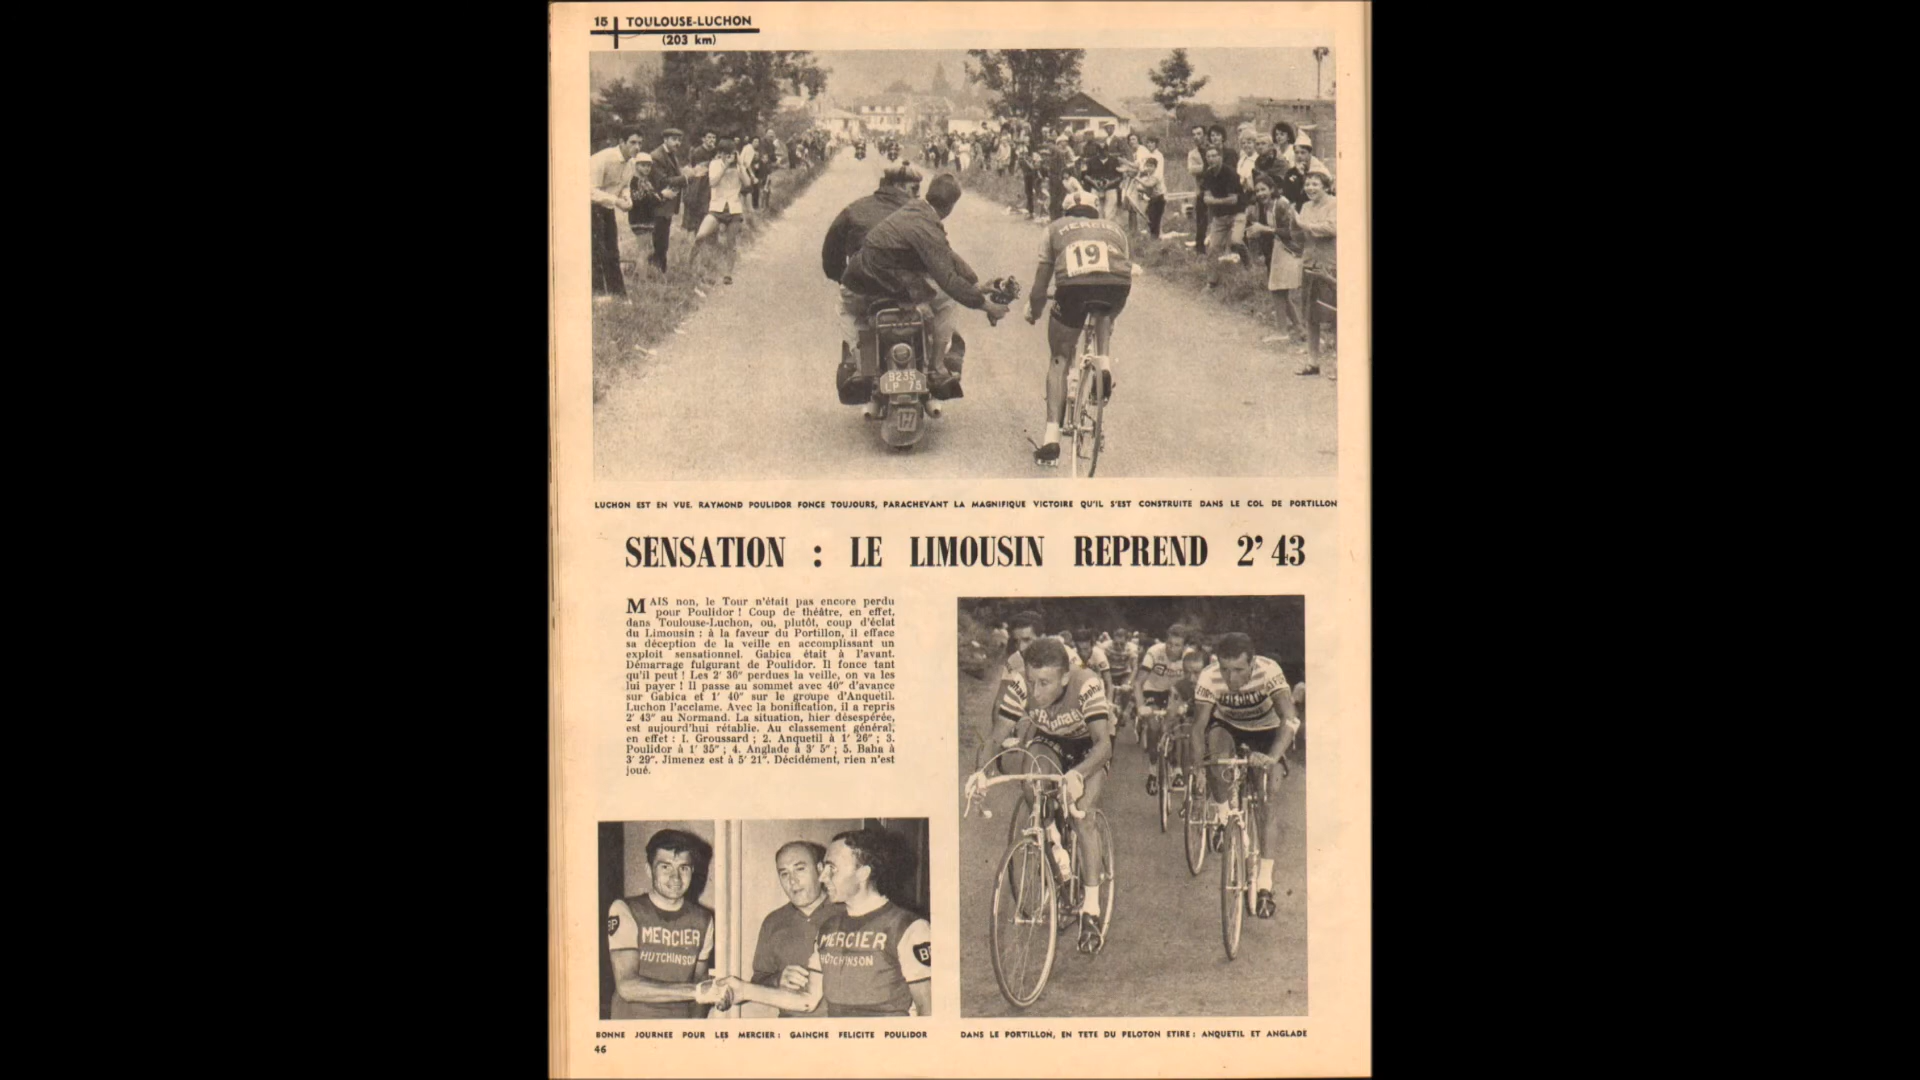 15 TOULOUSE-LUCHON
(203 km)
MERCIER
19
8235
LP 75
H
LUCHON EST EN VUE. RAYMOND POULIDOR FONCE TOUJOURS, PARACHEVANT LA MAGNIFIQUE VICTOIRE QU'IL S'EST CONSTRUITE DANS LE COL DE PORTILLON
SENSATION : LE LIMOUSIN REPREND 2' 43
MAIS non, le Tour n'était pas encore perdu
pour Poulidor ! Coup de théâtre, en effet,
dans Toulouse-Luchon, ou, plutôt, coup d'éclat
du Limousin : à la faveur du Portillon, il efface
sa déception de la veille en accomplissant un
exploit sensationnel. Gabica était à l'avant.
Démarrage fulgurant de Poulidor. Il fonce tant
qu'il peut ! Les 2' 36" perdues la veille, on va les
lui payer ! Il passe au sommet avec 40" d'avance
sur Gabica et 1' 40" sur le groupe d'Anquetil.
Luchon l'acclame. Avec la bonification, il a repris
2' 43" au Normand. La situation, hier désespérée,
est aujourd'hui rétablie. Au classement général,
en effet : 1. Groussard ; 2. Anquetil à 1' 26" ; 3.
Poulidor à 1' 35" ; 4. Anglade à 3' 5" ; 5. Baha à
3' 29". Jimenez est à 5' 21". Décidément, rien n'est
joué.
Raphaël
BP
MERCIER
HUTCHINSON
MERCIER
HUTCHINSON
BP
BONNE JOURNEE POUR LES MERCIER : GAINCHE FELICITE POULIDOR
DANS LE PORTILLON, EN TETE DU PELOTON ETIRE : ANQUETIL ET ANGLADE
46